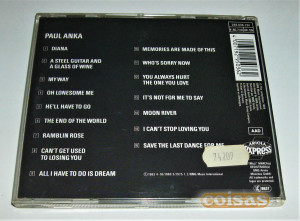 PAUL ANKA
DIANA
A STEEL GUITAR AND
A GLASS OF WINE
MY WAY
OH LONESOME ME
HE'LL HAVE TO GO
THE END OF THE WORLD
RAMBLIN ROSE
CAN'T GET USED
TO LOSING YOU
ALL I HAVE TO DO IS DREAM
MEMORIES ARE MADE OF THIS
WHO'S SORRY NOW
YOU ALWAYS HURT
THE ONE YOU LOVE
IT'S NOT FOR ME TO SAY
MOON RIVER
I CAN'T STOP LOVING YOU
SAVE THE LAST DANCE FOR ME
AAD
ARIOLA
EXPRESS
coisas